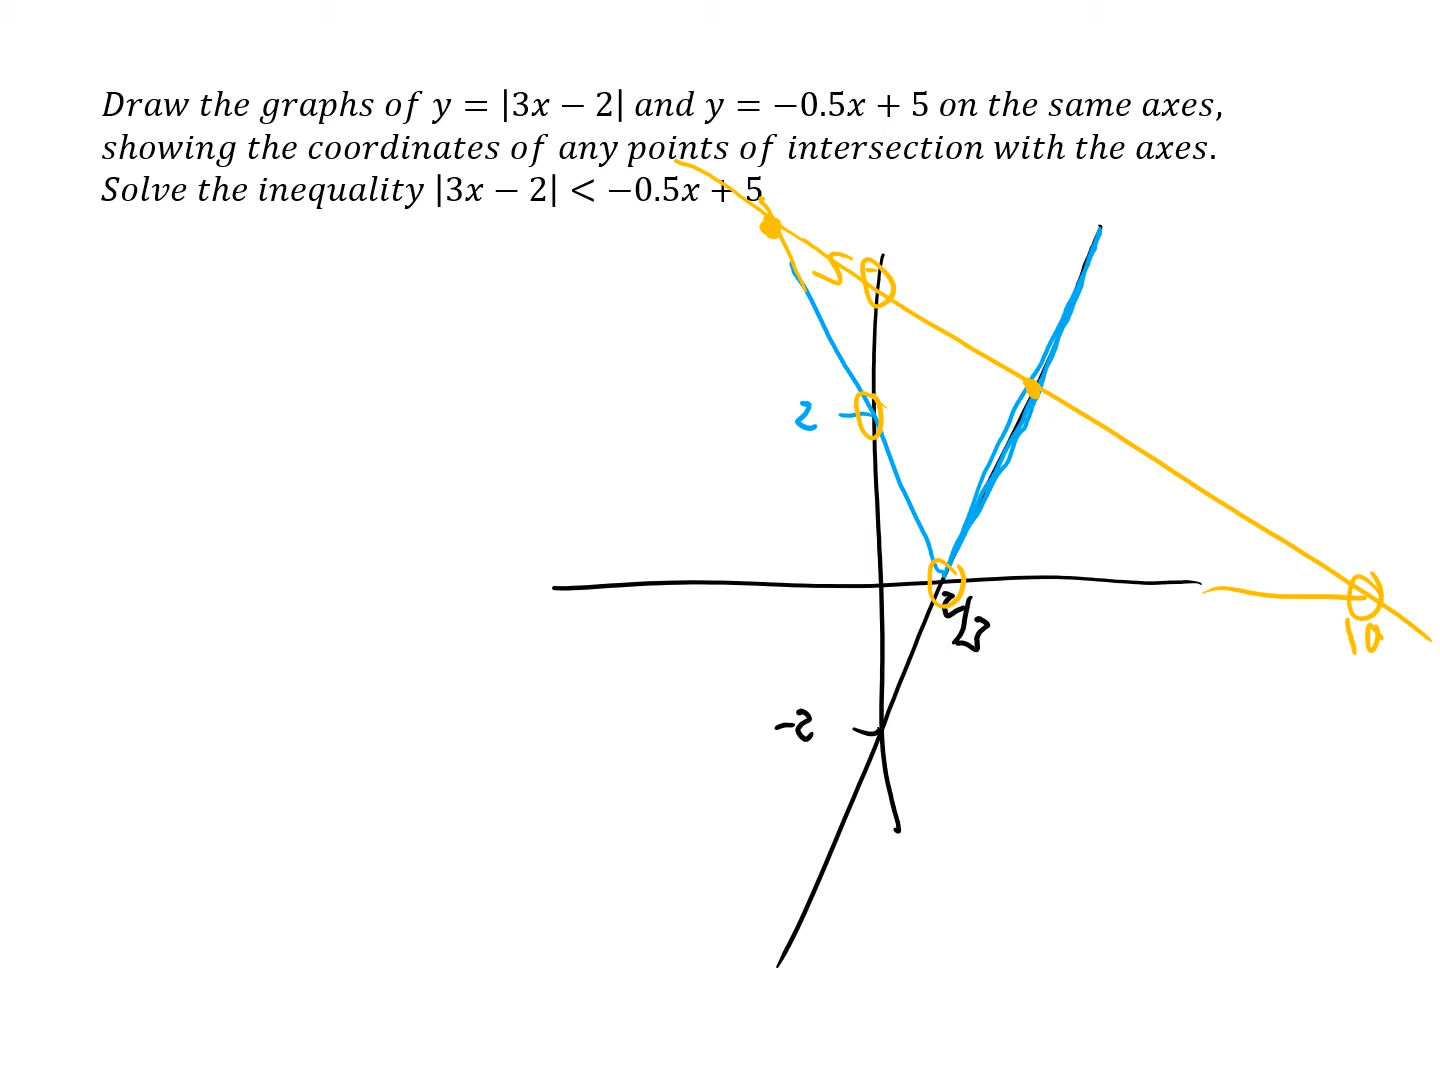 Draw the graphs of y = |3x − 2| and y = −0.5x + 5 on the same axes,
showing the coordinates of any points of intersection with the axes.
Solve the inequality |3x − 2| < −0.5x + 5
5
2
2/3
10
-2